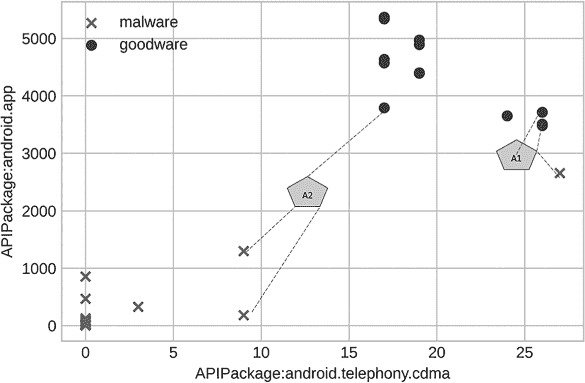 malware
goodware
5000
4000
3000
2000
1000
0
APIPackage:android.app
A1
A2
0 5 10 15 20 25
APIPackage:android.telephony.cdma